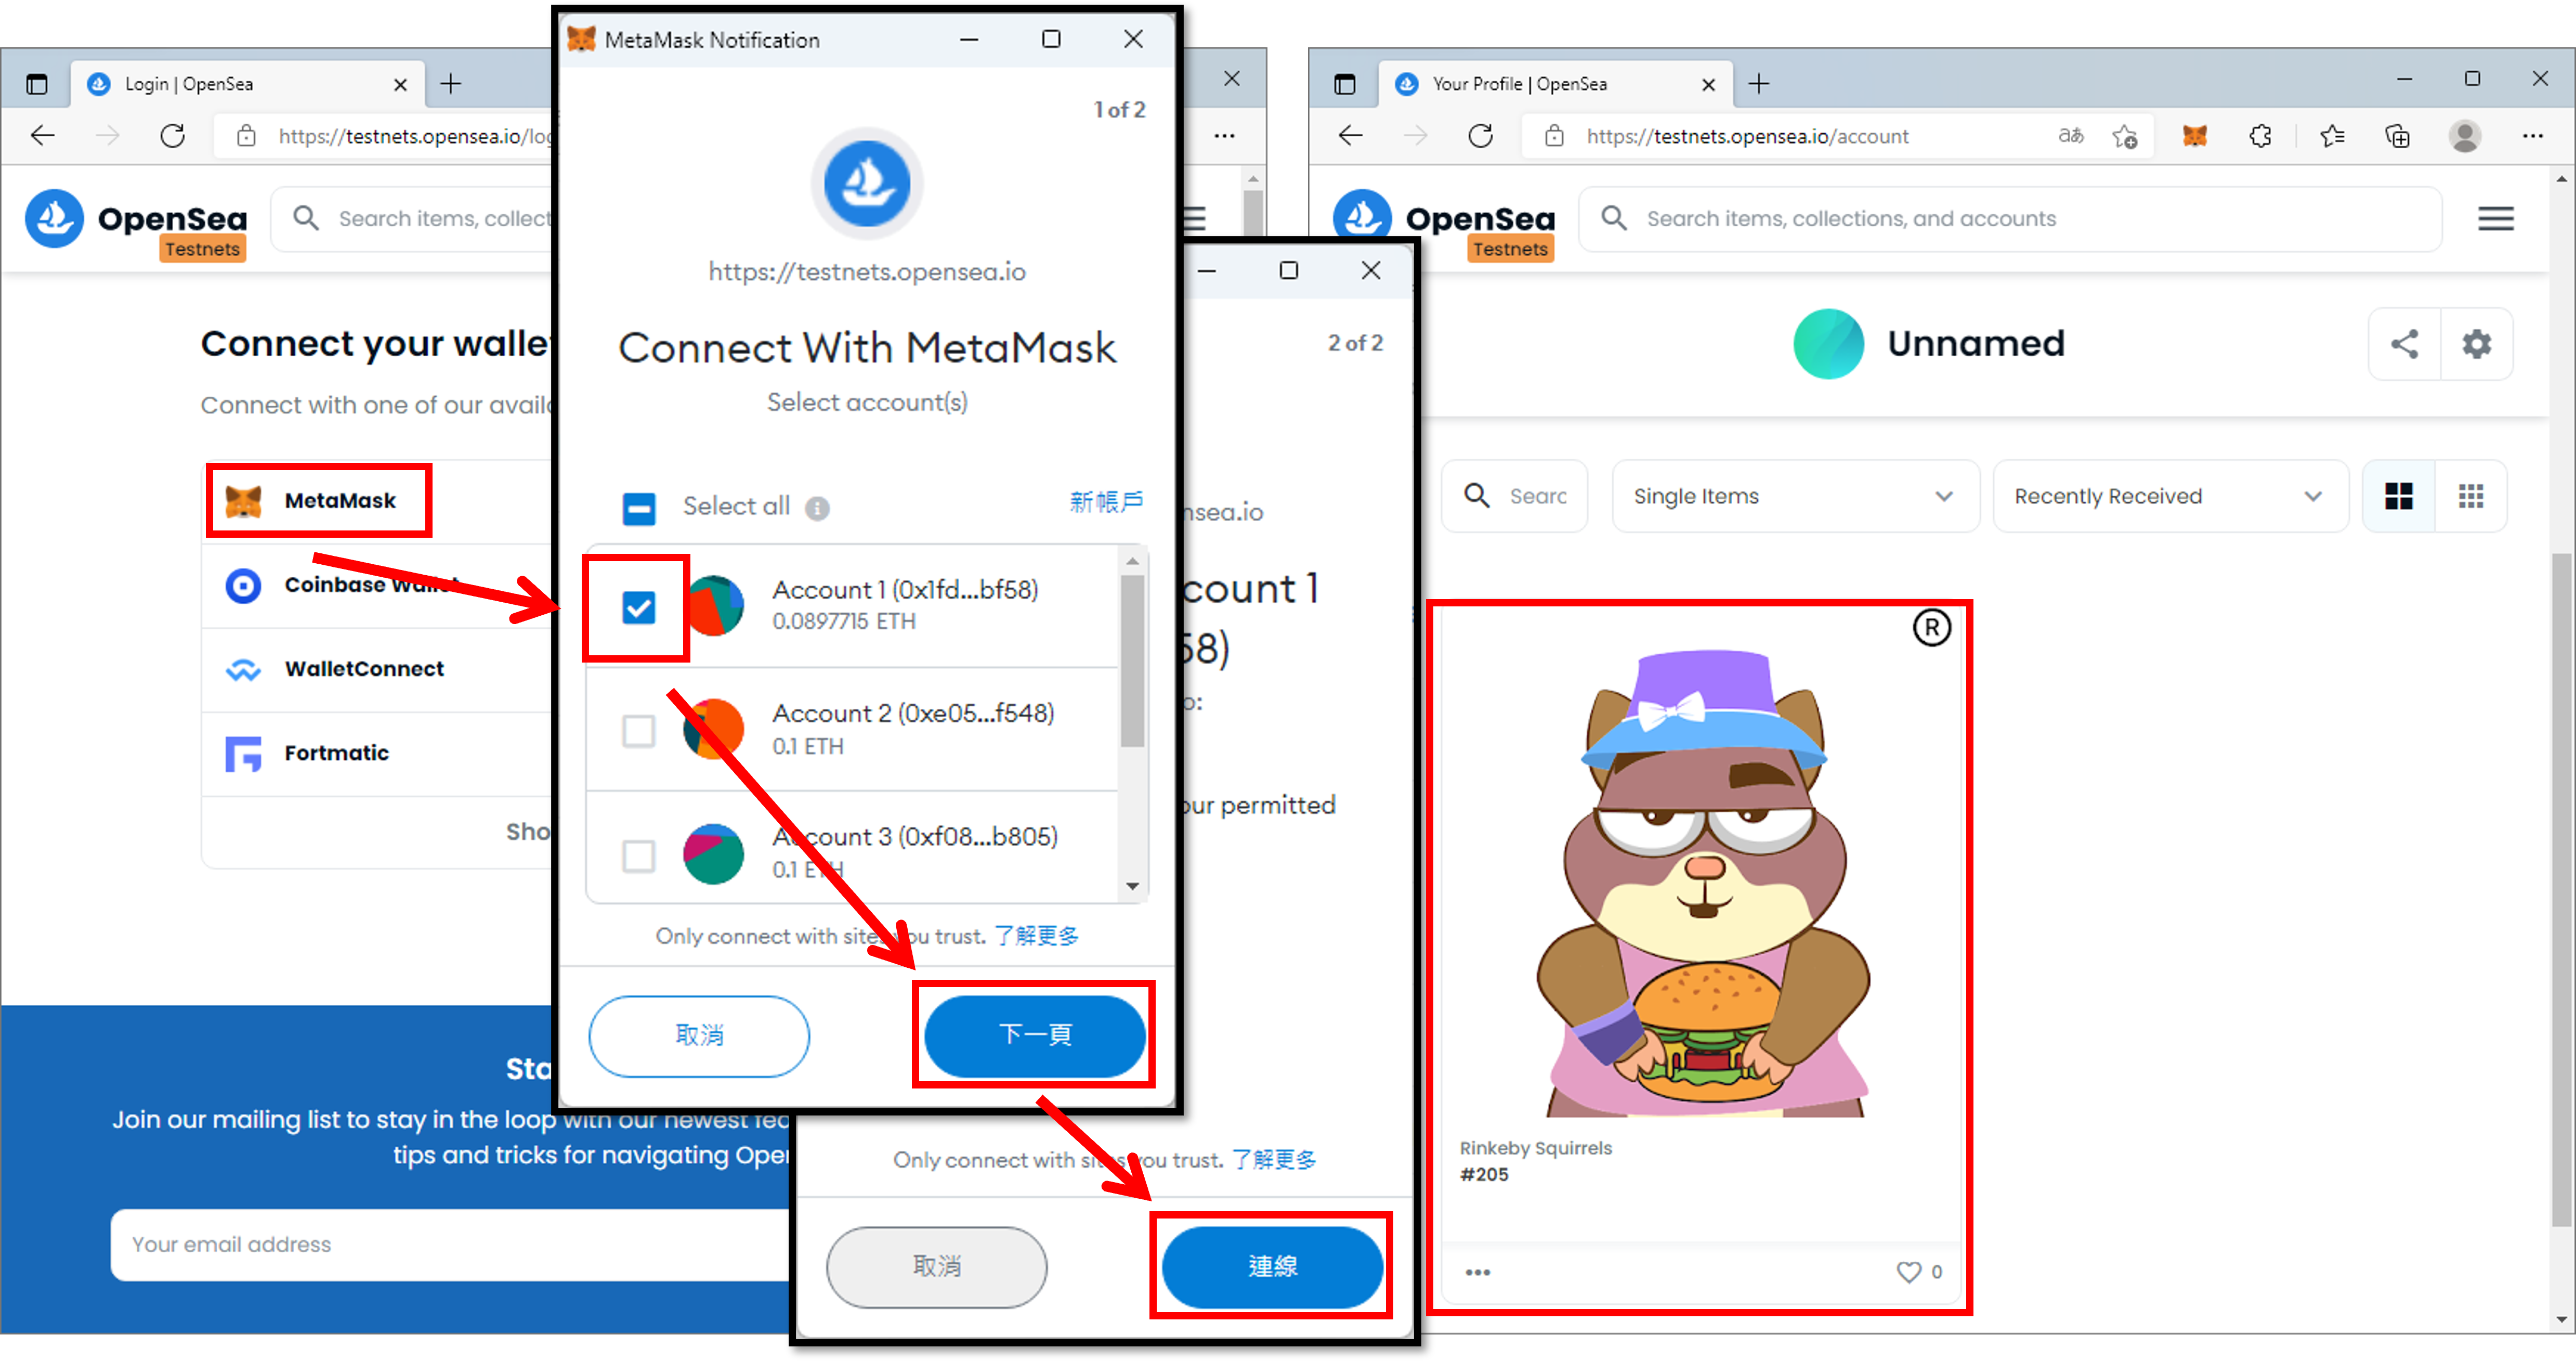 Login | OpenSea
https://testnets.opensea.io/log
OpenSea
Testnets
Search items, collect
Connect your walle
Connect with one of our availa
MetaMask
Coinbase Wallet
WalletConnect
Fortmatic
Sho
Sta
Join our mailing list to stay in the loop with our newest fea
tips and tricks for navigating Open
Your email address
MetaMask Notification
1 of 2
https://testnets.opensea.io
Connect With MetaMask
Select account(s)
Select all
新帳戶
Account 1 (0x1fd...bf58)
0.0897715 ETH
Account 2 (0xe05...f548)
0.1 ETH
Account 3 (0xf08...b805)
0.1 ETH
Only connect with sites you trust. 了解更多
取消
下一頁
2 of 2
nsea.io
count 1
58)
o:
our permitted
Only connect with sites you trust. 了解更多
取消
連線
Your Profile | OpenSea
https://testnets.opensea.io/account
aあ
OpenSea
Testnets
Search items, collections, and accounts
Unnamed
Searc
Single Items
Recently Received
R
Rinkeby Squirrels
#205
0